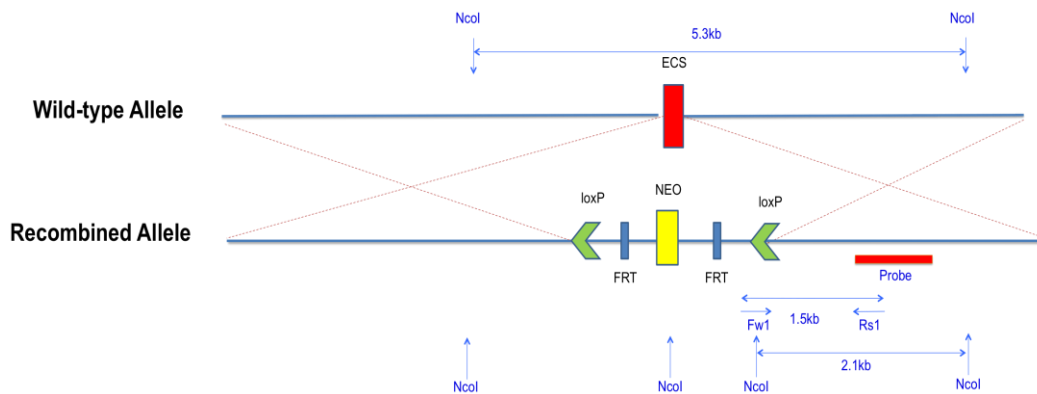 NcoI NcoI
5.3kb
ECS
Wild-type Allele
loxP NEO loxP
Recombined Allele
FRT FRT
Probe
1.5kb
Fw1 Rs1
2.1kb
NcoI NcoI NcoI NcoI